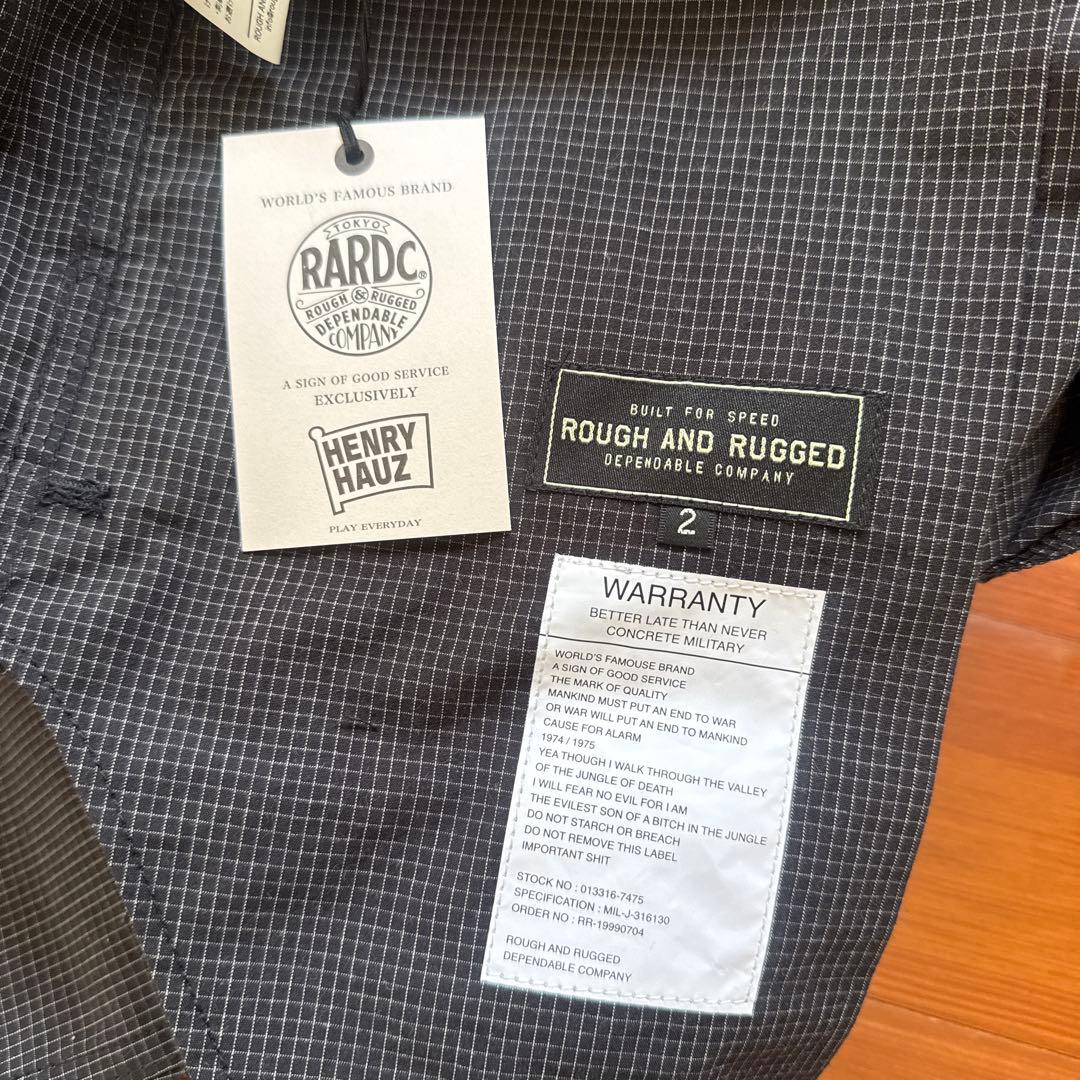 ROUGH AN
WORLD'S FAMOUS BRAND
TOKYO
RARDC®
ROUGH & RUGGED
DEPENDABLE
COMPANY
A SIGN OF GOOD SERVICE
EXCLUSIVELY
HENRY
HAUZ
PLAY EVERYDAY
BUILT FOR SPEED
ROUGH AND RUGGED
DEPENDABLE COMPANY
2
WARRANTY
BETTER LATE THAN NEVER
CONCRETE MILITARY
WORLD'S FAMOUSE BRAND
A SIGN OF GOOD SERVICE
THE MARK OF QUALITY
MANKIND MUST PUT AN END TO WAR
OR WAR WILL PUT AN END TO MANKIND
CAUSE FOR ALARM
1974 / 1975
YEA THOUGH I WALK THROUGH THE VALLEY
OF THE JUNGLE OF DEATH
I WILL FEAR NO EVIL FOR I AM
THE EVILEST SON OF A BITCH IN THE JUNGLE
DO NOT STARCH OR BREACH
DO NOT REMOVE THIS LABEL
IMPORTANT SHIT
STOCK NO : 013316-7475
SPECIFICATION : MIL-J-316130
ORDER NO : RR-19990704
ROUGH AND RUGGED
DEPENDABLE COMPANY